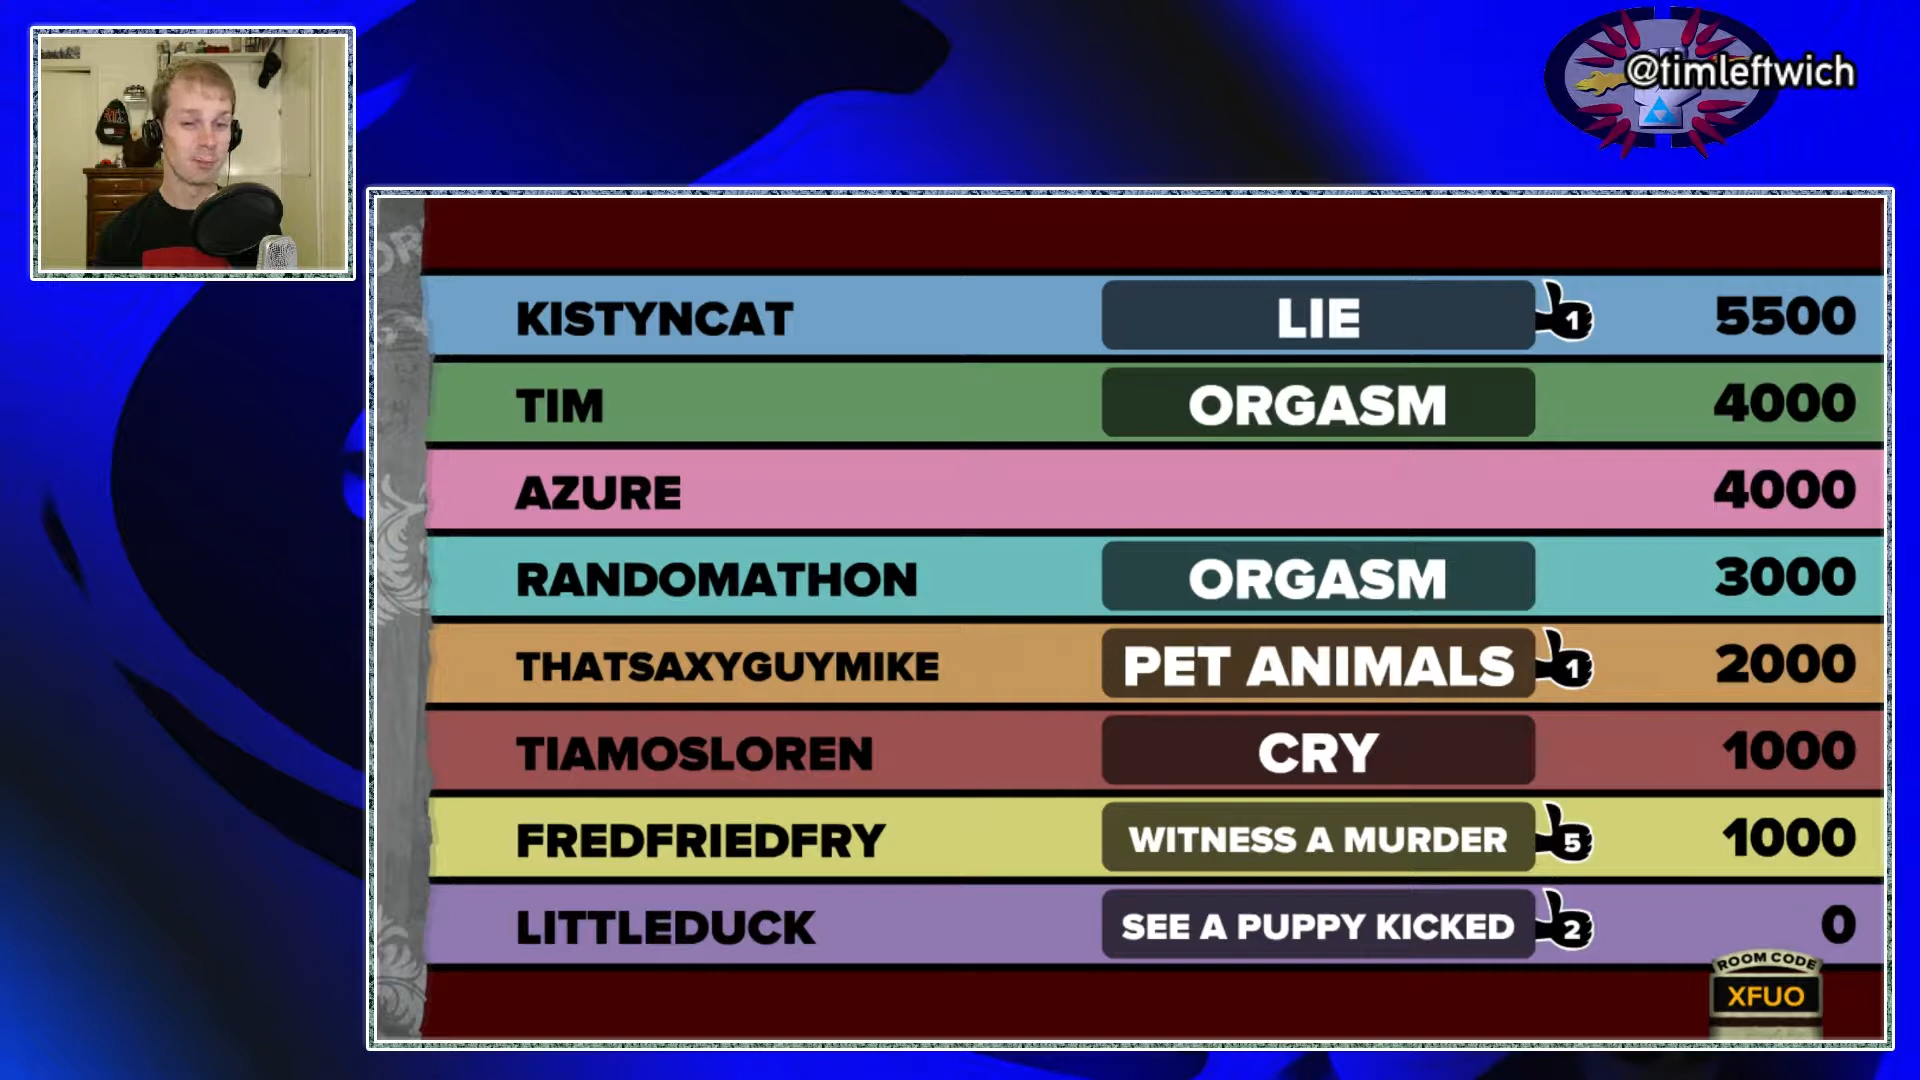 @timleftwich
KISTYNCAT LIE 1 5500
TIM ORGASM 4000
AZURE 4000
RANDOMATHON ORGASM 3000
THATSAXYGUYMIKE PET ANIMALS 1 2000
TIAMOSLOREN CRY 1000
FREDFRIEDFRY WITNESS A MURDER 5 1000
LITTLEDUCK SEE A PUPPY KICKED 2 0
ROOM CODE
XFUO